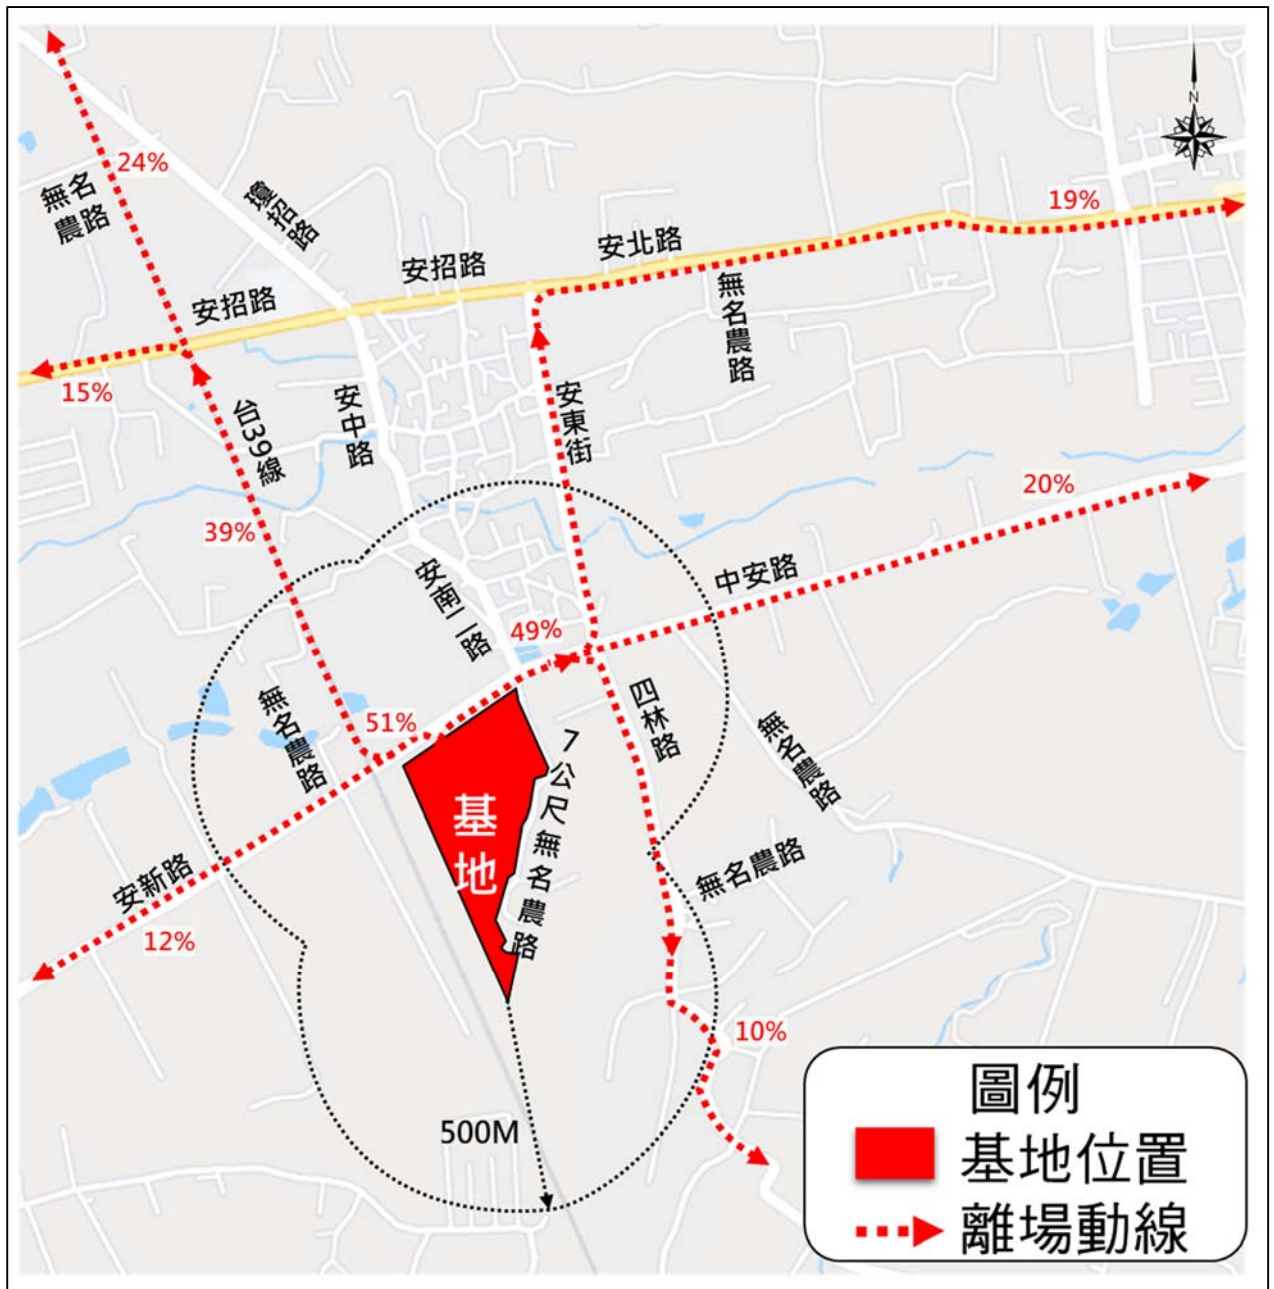 N
24%
無名
農路
瓊招路
19%
安北路
安招路
無名農路
安招路
15%
安中路
安東街
台39線
20%
39%
中安路
安南二路
49%
四林路
無名農路
51%
無名農路
7公尺無名農路
基地
無名農路
安新路
12%
10%
500M
圖例
基地位置
離場動線